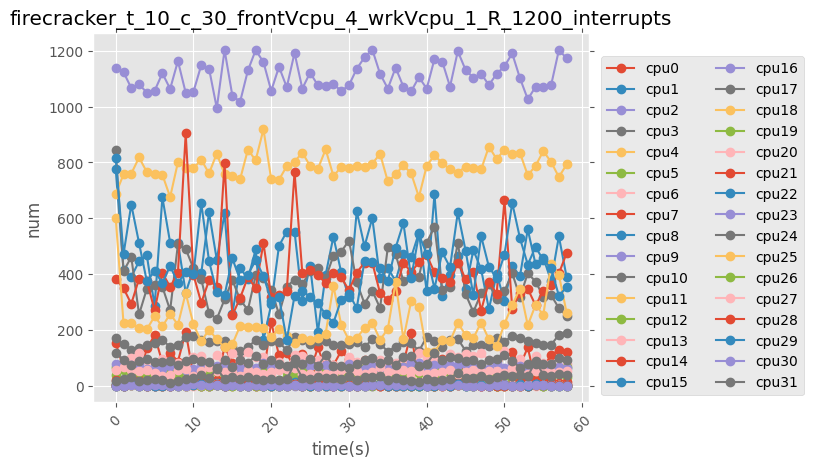 firecracker_t_10_c_30_frontVcpu_4_wrkVcpu_1_R_1200_interrupts
num
1200
1000
800
600
400
200
0
0
10
20
30
40
50
60
time(s)
cpu0
cpu1
cpu2
cpu3
cpu4
cpu5
cpu6
cpu7
cpu8
cpu9
cpu10
cpu11
cpu12
cpu13
cpu14
cpu15
cpu16
cpu17
cpu18
cpu19
cpu20
cpu21
cpu22
cpu23
cpu24
cpu25
cpu26
cpu27
cpu28
cpu29
cpu30
cpu31